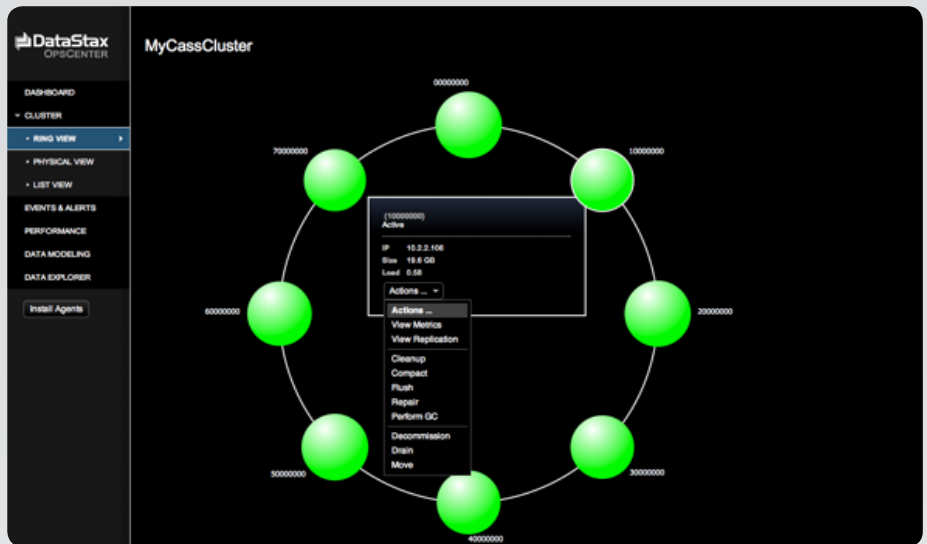 DataStax
OPSCENTER
MyCassCluster
DASHBOARD
CLUSTER
RING VIEW
PHYSICAL VIEW
LIST VIEW
EVENTS & ALERTS
PERFORMANCE
DATA MODELING
DATA EXPLORER
Install Agents
00000000
70000000
10000000
(10000000)
Active
IP 10.2.2.106
Size 19.6 GB
Load 0.58
Actions ...
Actions ...
View Metrics
View Replication
Cleanup
Compact
Flush
Repair
Perform GC
Decommission
Drain
Move
60000000
20000000
50000000
30000000
40000000